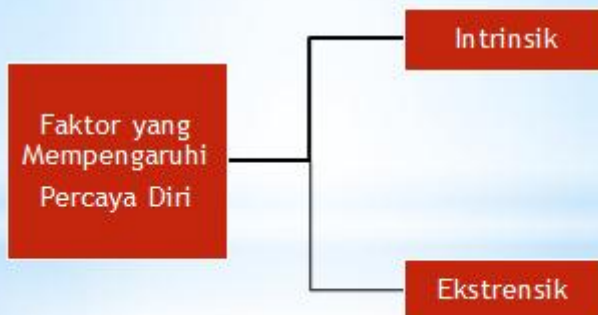 Faktor yang
Mempengaruhi
Percaya Diri
Intrinsik
Ekstrensik